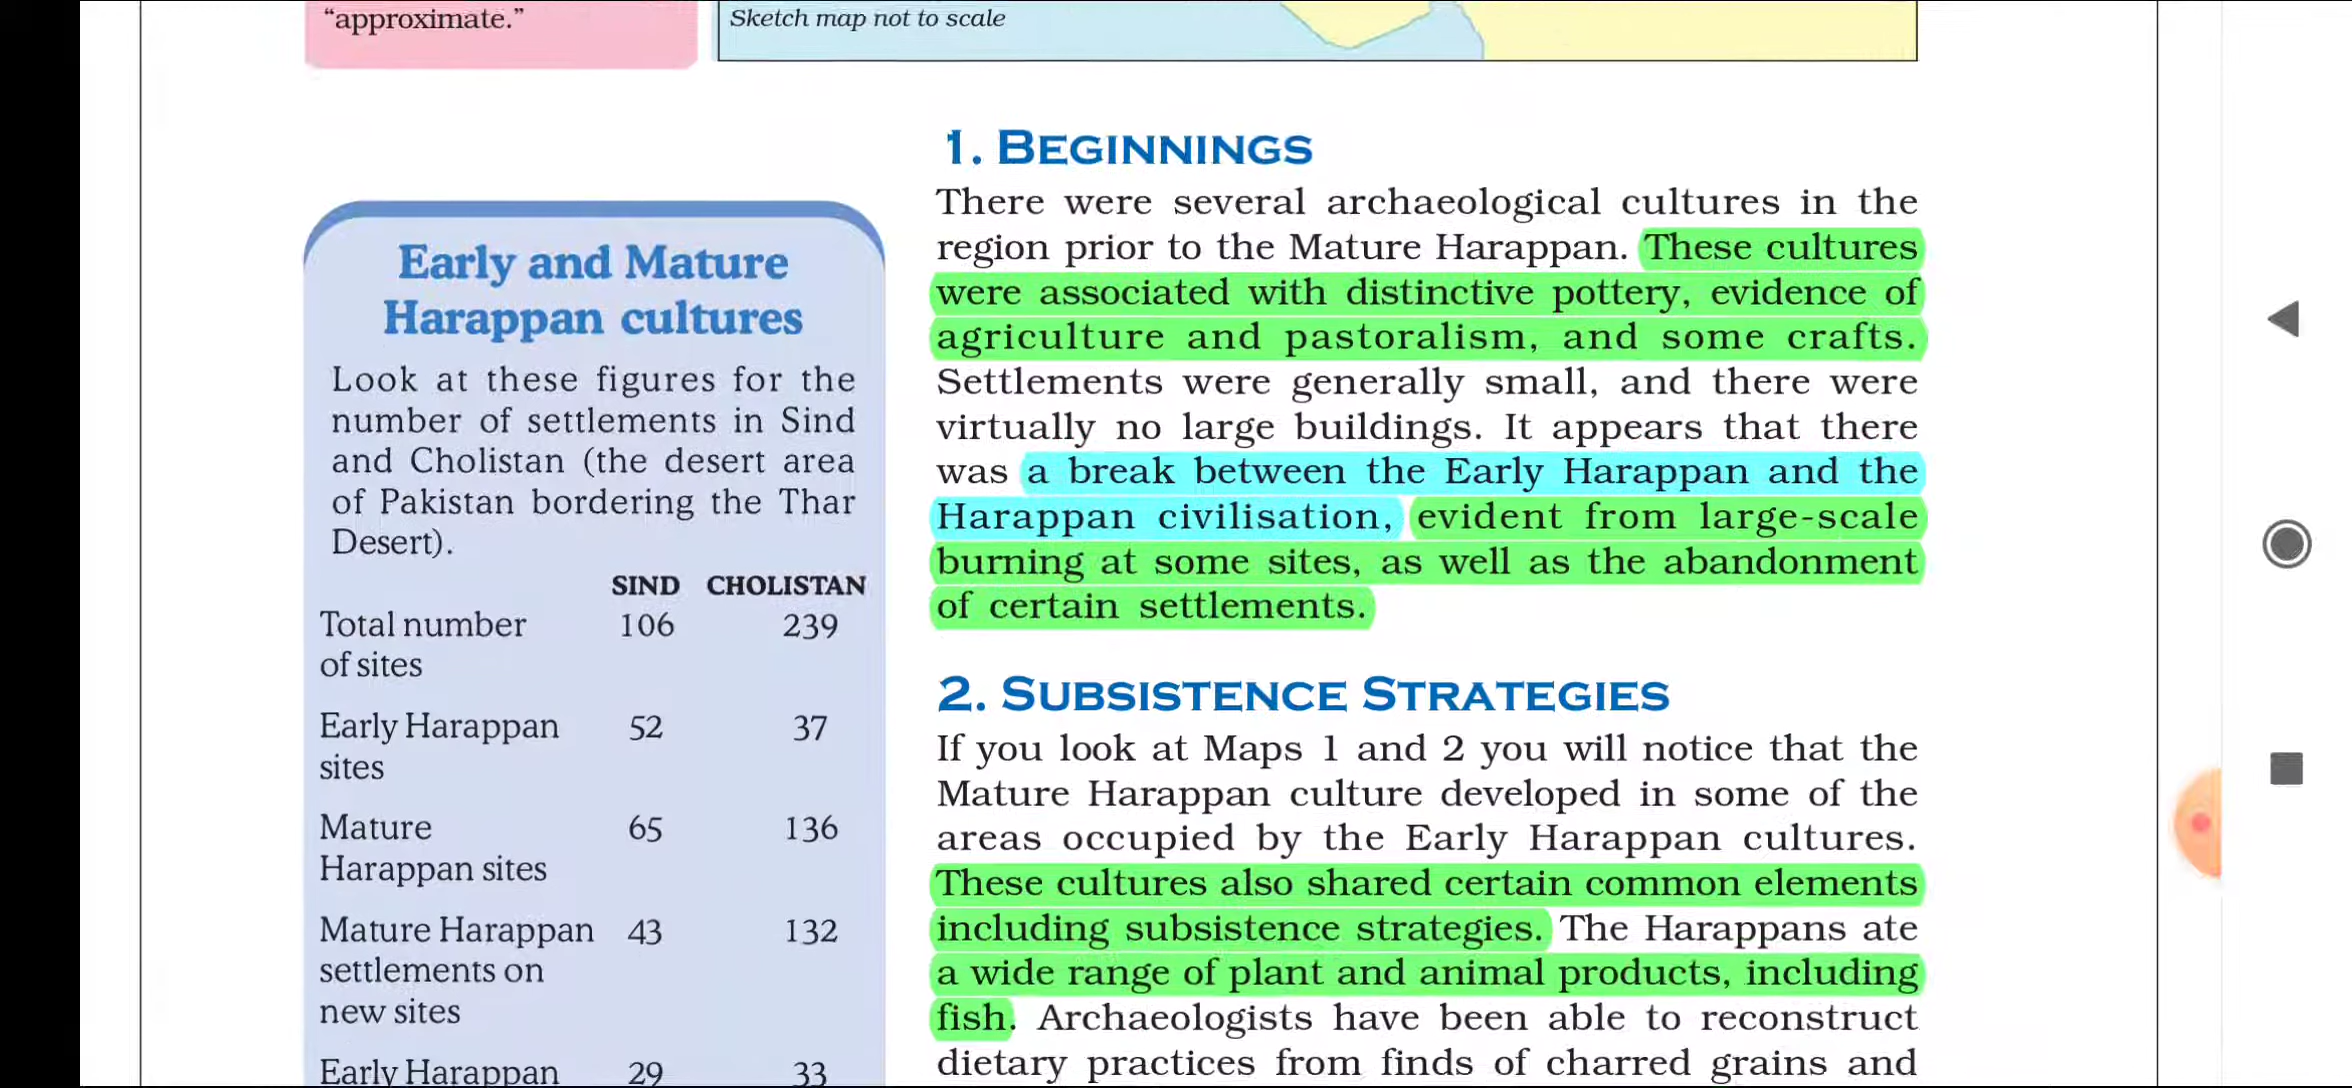 “approximate.”
Sketch map not to scale
Early and Mature
Harappan cultures
Look at these figures for the
number of settlements in Sind
and Cholistan (the desert area
of Pakistan bordering the Thar
Desert).
SIND CHOLISTAN
Total number 106 239
of sites
Early Harappan 52 37
sites
Mature 65 136
Harappan sites
Mature Harappan 43 132
settlements on
new sites
Early Harappan 29 33
1. BEGINNINGS
There were several archaeological cultures in the
region prior to the Mature Harappan. These cultures
were associated with distinctive pottery, evidence of
agriculture and pastoralism, and some crafts.
Settlements were generally small, and there were
virtually no large buildings. It appears that there
was a break between the Early Harappan and the
Harappan civilisation, evident from large-scale
burning at some sites, as well as the abandonment
of certain settlements.
2. SUBSISTENCE STRATEGIES
If you look at Maps 1 and 2 you will notice that the
Mature Harappan culture developed in some of the
areas occupied by the Early Harappan cultures.
These cultures also shared certain common elements
including subsistence strategies. The Harappans ate
a wide range of plant and animal products, including
fish. Archaeologists have been able to reconstruct
dietary practices from finds of charred grains and